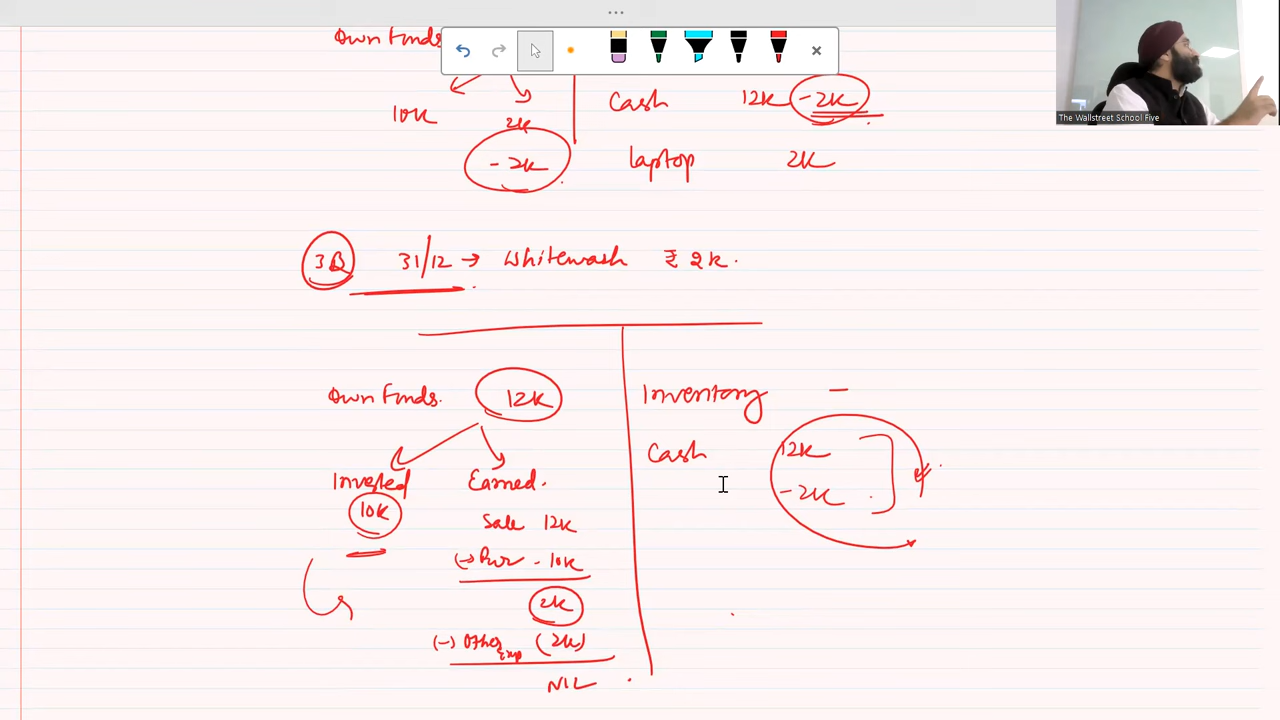 Own Funds
The Wallstreet School Five
Cash 12K -2K
10K 2K
-2K laptop 2K
3B 31/12 → Whitewash ₹ 2K.
Own Funds. 12K Inventory -
Cash 12K
Invested Earned. -2K
10K Sale 12K
(-) Pur - 10K
2K
(-) Other exp (2K)
NIL